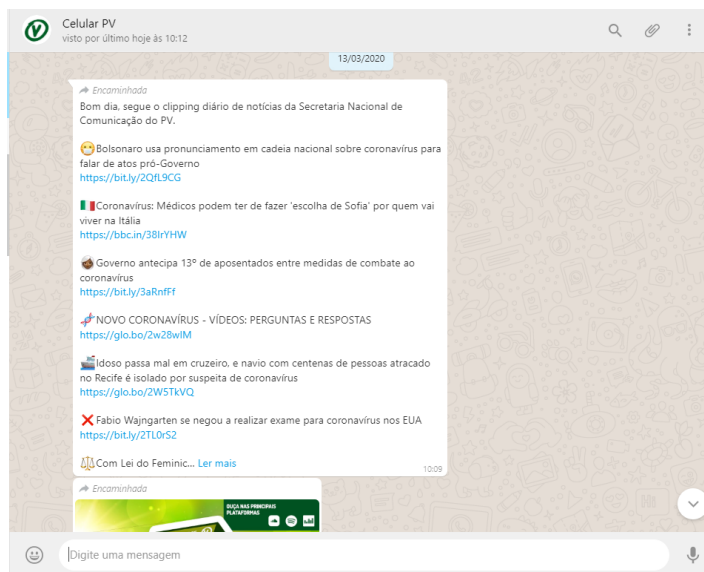 Celular PV
visto por último hoje às 10:12
13/03/2020
Encaminhada
Bom dia, segue o clipping diário de notícias da Secretaria Nacional de
Comunicação do PV.
Bolsonaro usa pronunciamento em cadeia nacional sobre coronavírus para
falar de atos pró-Governo
https://bit.ly/2QfL9CG
Coronavírus: Médicos podem ter de fazer 'escolha de Sofia' por quem vai
viver na Itália
https://bbc.in/38IrYHW
Governo antecipa 13º de aposentados entre medidas de combate ao
coronavírus
https://bit.ly/3aRnfFf
NOVO CORONAVÍRUS - VÍDEOS: PERGUNTAS E RESPOSTAS
https://glo.bo/2w28wIM
Idoso passa mal em cruzeiro, e navio com centenas de pessoas atracado
no Recife é isolado por suspeita de coronavírus
https://glo.bo/2W5TkVQ
Fabio Wajngarten se negou a realizar exame para coronavírus nos EUA
https://bit.ly/2TL0rS2
Com Lei do Feminic... Ler mais
10:09
Encaminhada
OUÇA NAS PRINCIPAIS
PLATAFORMAS
Digite uma mensagem